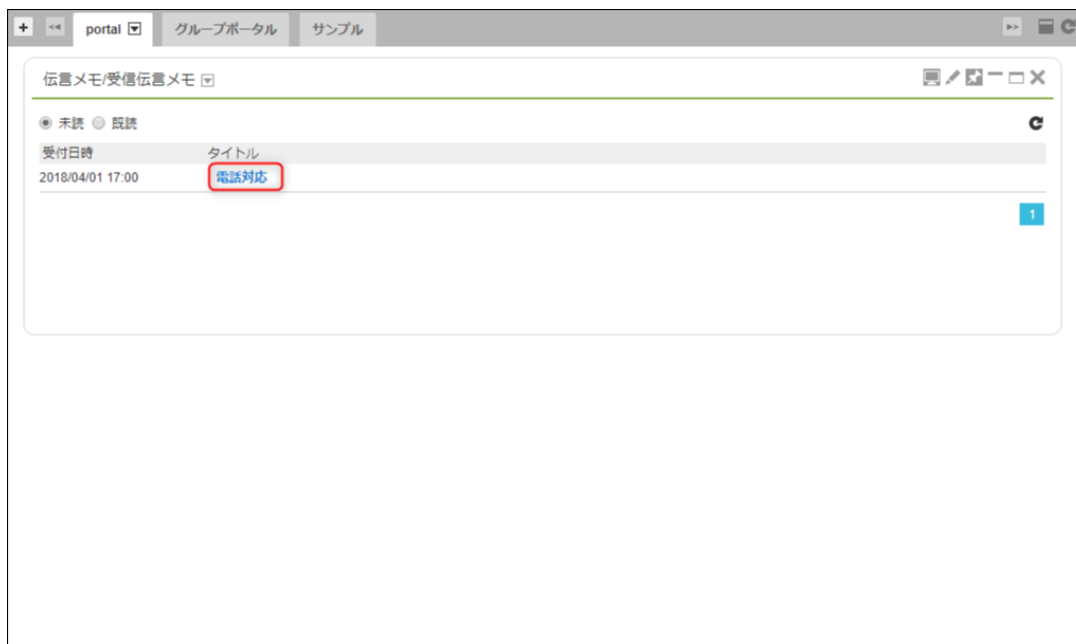 portal グループポータル サンプル
伝言メモ/受信伝言メモ
未読 既読
受付日時 タイトル
2018/04/01 17:00 電話対応
1